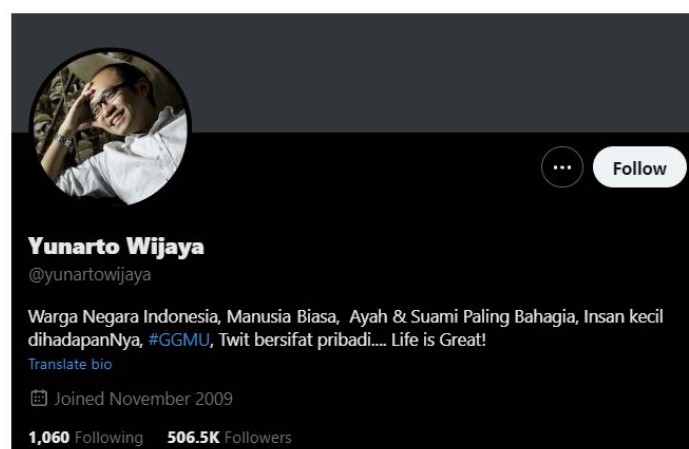 Follow
Yunarto Wijaya
@yunartowijaya
Warga Negara Indonesia, Manusia Biasa, Ayah & Suami Paling Bahagia, Insan kecil
dihadapanNya, #GGMU, Twit bersifat pribadi.... Life is Great!
Translate bio
Joined November 2009
1,060 Following 506.5K Followers